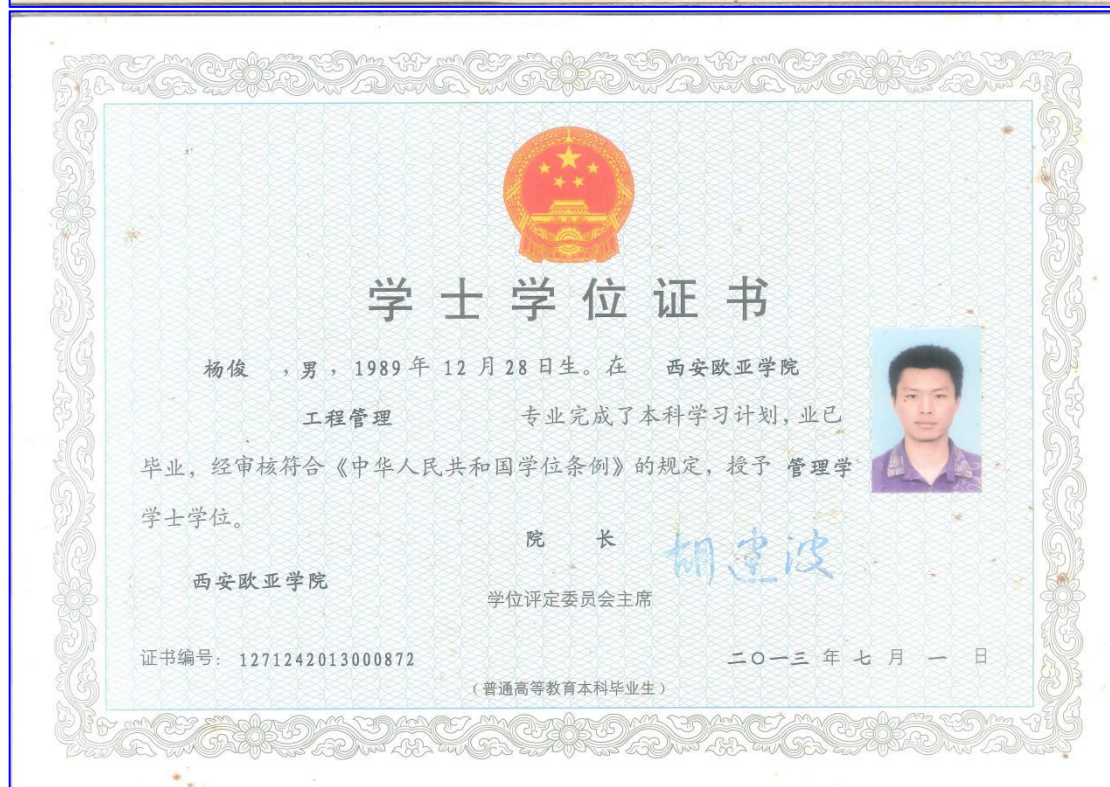 学士学位证书
杨俊 ,男,1989年 12月28日生。在 西安欧亚学院
工程管理 专业完成了本科学习计划,业已
毕业,经审核符合《中华人民共和国学位条例》的规定,授予 管理学
学士学位。
院 长 胡建波
西安欧亚学院
学位评定委员会主席
证书编号:1271242013000872
二〇一三 年 七 月 一 日
(普通高等教育本科毕业生)